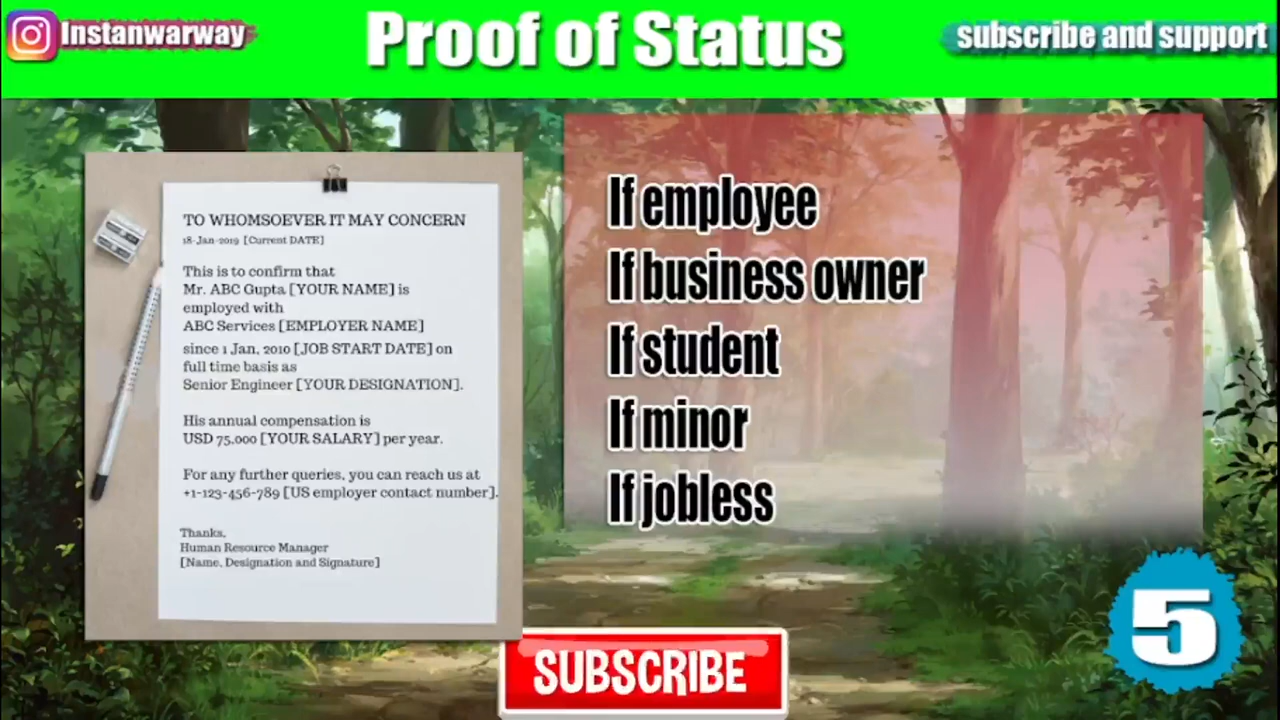 Instanwarway
Proof of Status
subscribe and support
TO WHOMSOEVER IT MAY CONCERN
18-Jan-2019 [Current DATE]
This is to confirm that
Mr. ABC Gupta [YOUR NAME] is
employed with
ABC Services [EMPLOYER NAME]
since 1 Jan, 2010 [JOB START DATE] on
full time basis as
Senior Engineer [YOUR DESIGNATION].
His annual compensation is
USD 75,000 [YOUR SALARY] per year.
For any further queries, you can reach us at
+1-123-456-789 [US employer contact number].
Thanks,
Human Resource Manager
[Name, Designation and Signature]
If employee
If business owner
If student
If minor
If jobless
5
SUBSCRIBE